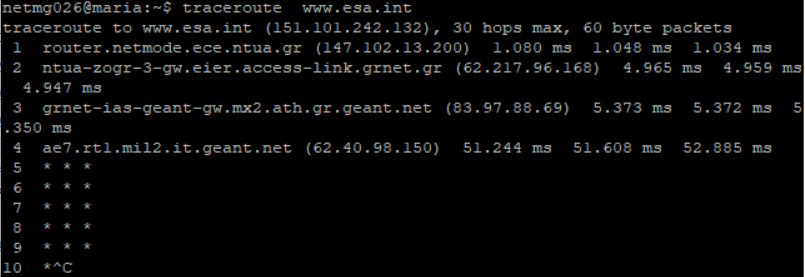 netmg026@maria:~$ traceroute  www.esa.int
traceroute to www.esa.int (151.101.242.132), 30 hops max, 60 byte packets
 1  router.netmode.ece.ntua.gr (147.102.13.200)  1.080 ms  1.048 ms  1.034 ms
 2  ntua-zogr-3-gw.eier.access-link.grnet.gr (62.217.96.168)  4.965 ms  4.959 ms
  4.947 ms
 3  grnet-ias-geant-gw.mx2.ath.gr.geant.net (83.97.88.69)  5.373 ms  5.372 ms  5
.350 ms
 4  ae7.rt1.mil2.it.geant.net (62.40.98.150)  51.244 ms  51.608 ms  52.885 ms
 5  * * *
 6  * * *
 7  * * *
 8  * * *
 9  * * *
10  *^C